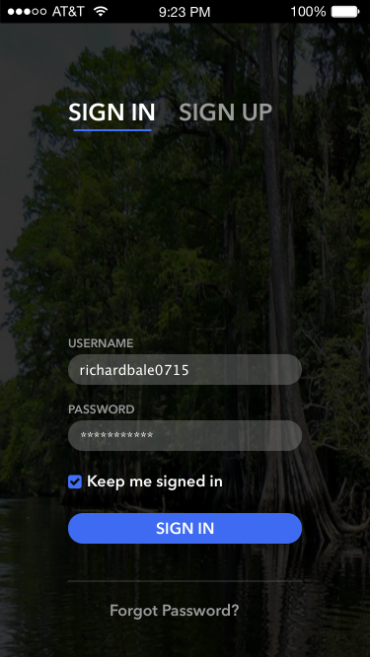 AT&T 9:23 PM 100%
SIGN IN SIGN UP
USERNAME
richardbale0715
PASSWORD
***********
Keep me signed in
SIGN IN
Forgot Password?